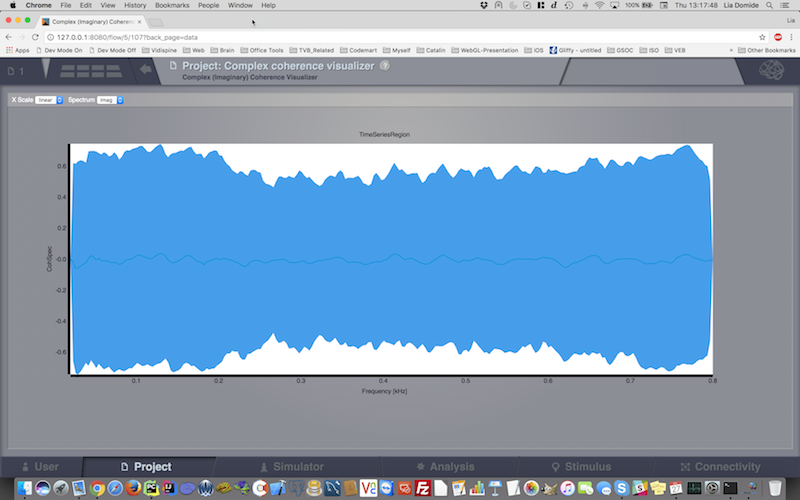 Chrome File Edit View History Bookmarks People Window Help 100% Thu 13:17:48 Lia Domide
Complex (Imaginary) Coherenc Lia
127.0.0.1:8080/flow/5/107?back_page=data
Apps Dev Mode On Dev Mode Off Vidispine Web Brain Office Tools TVB_Related Codemart Myself Catalin WebGL-Presentation iOS Gliffy - untitled GSOC ISO VEB » Other Bookmarks
1 Project: Complex coherence visualizer ?
Complex (Imaginary) Coherence Visualizer
X Scale linear Spectrum Imag
TimeSeriesRegion
0.6
0.4
0.2
CohSpec
-0.0
-0.2
-0.4
-0.6
0.1 0.2 0.3 0.4 0.5 0.6 0.7 0.8
Frequency [kHz]
User Project Simulator Analysis Stimulus Connectivity